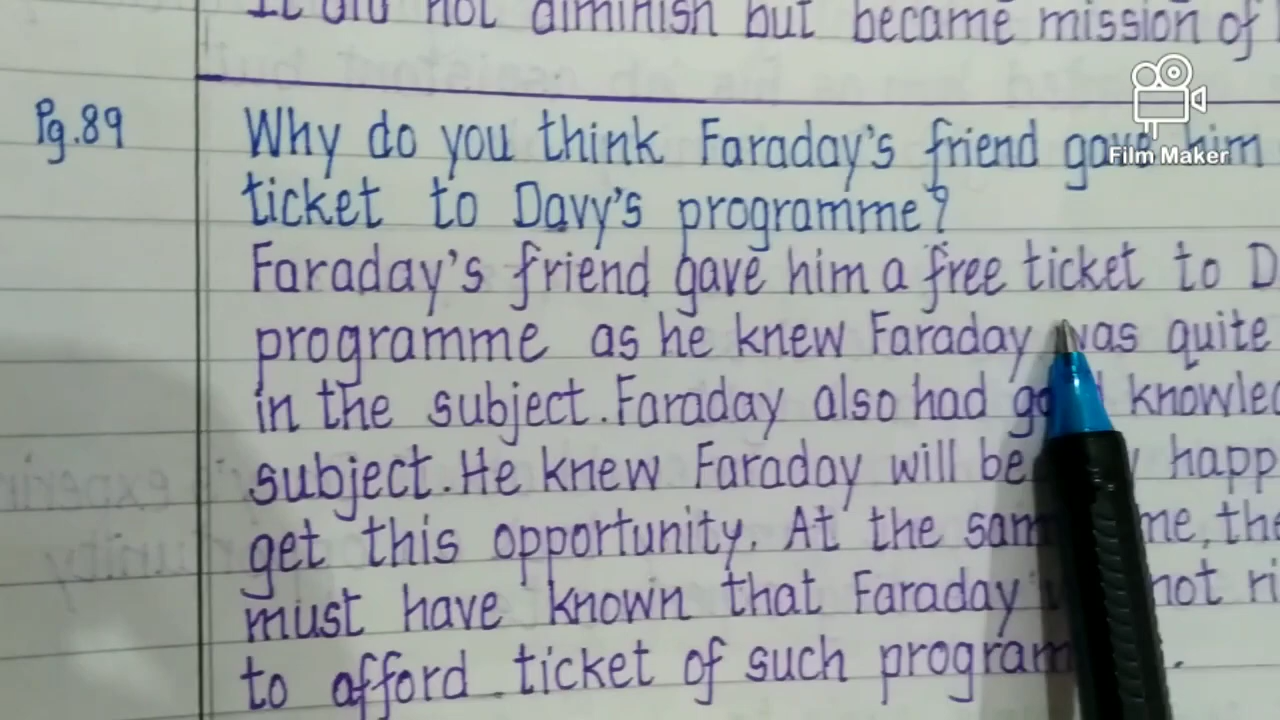 It did not diminish but became mission of
Pg.89
Why do you think Faraday's friend gave him
ticket to Davy's programme?
Faraday's friend gave him a free ticket to D
programme as he knew Faraday was quite
in the subject. Faraday also had knowled
subject. He knew Faraday will be happ
get this opportunity. At the same, the
must have known that Faraday not ri
to afford ticket of such program
Film Maker